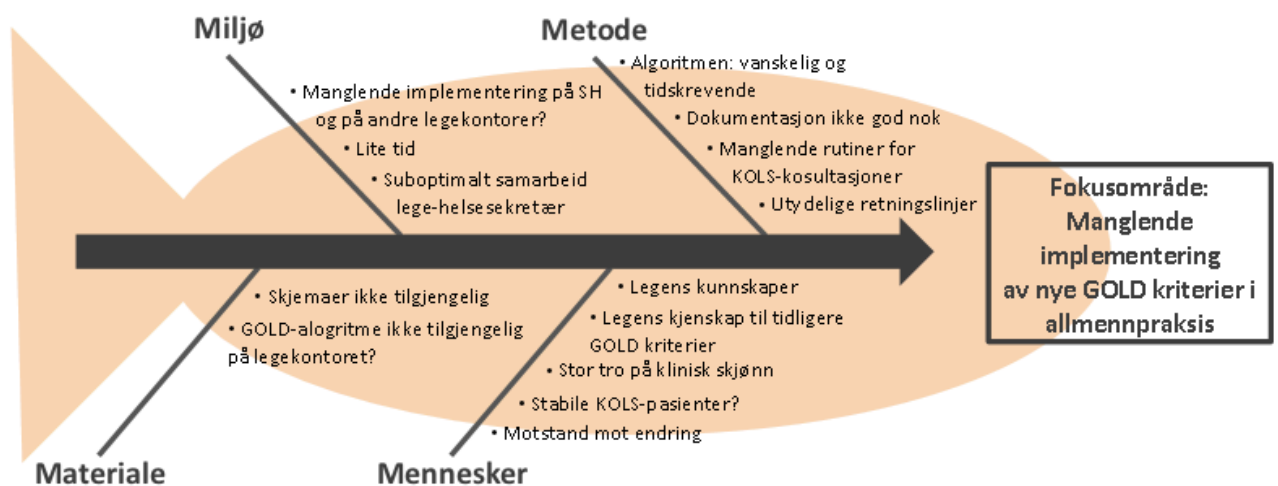 Miljø
• Manglende implementering på SH
og på andre legekontorer?
• Lite tid
• Suboptimalt samarbeid
lege-helsesekretær
Metode
• Algoritmen: vanskelig og
tidskrevende
• Dokumentasjon ikke god nok
• Manglende rutiner for
KOLS-kosultasjoner
• Utydelige retningslinjer
Fokusområde:
Manglende
implementering
av nye GOLD kriterier i
allmennpraksis
• Skjemaer ikke tilgjengelig
• GOLD-alogritme ikke tilgjengelig
på legekontoret?
Materiale
• Legens kunnskaper
• Legens kjenskap til tidligere
GOLD kriterier
• Stor tro på klinisk skjønn
• Stabile KOLS-pasienter?
• Motstand mot endring
Mennesker